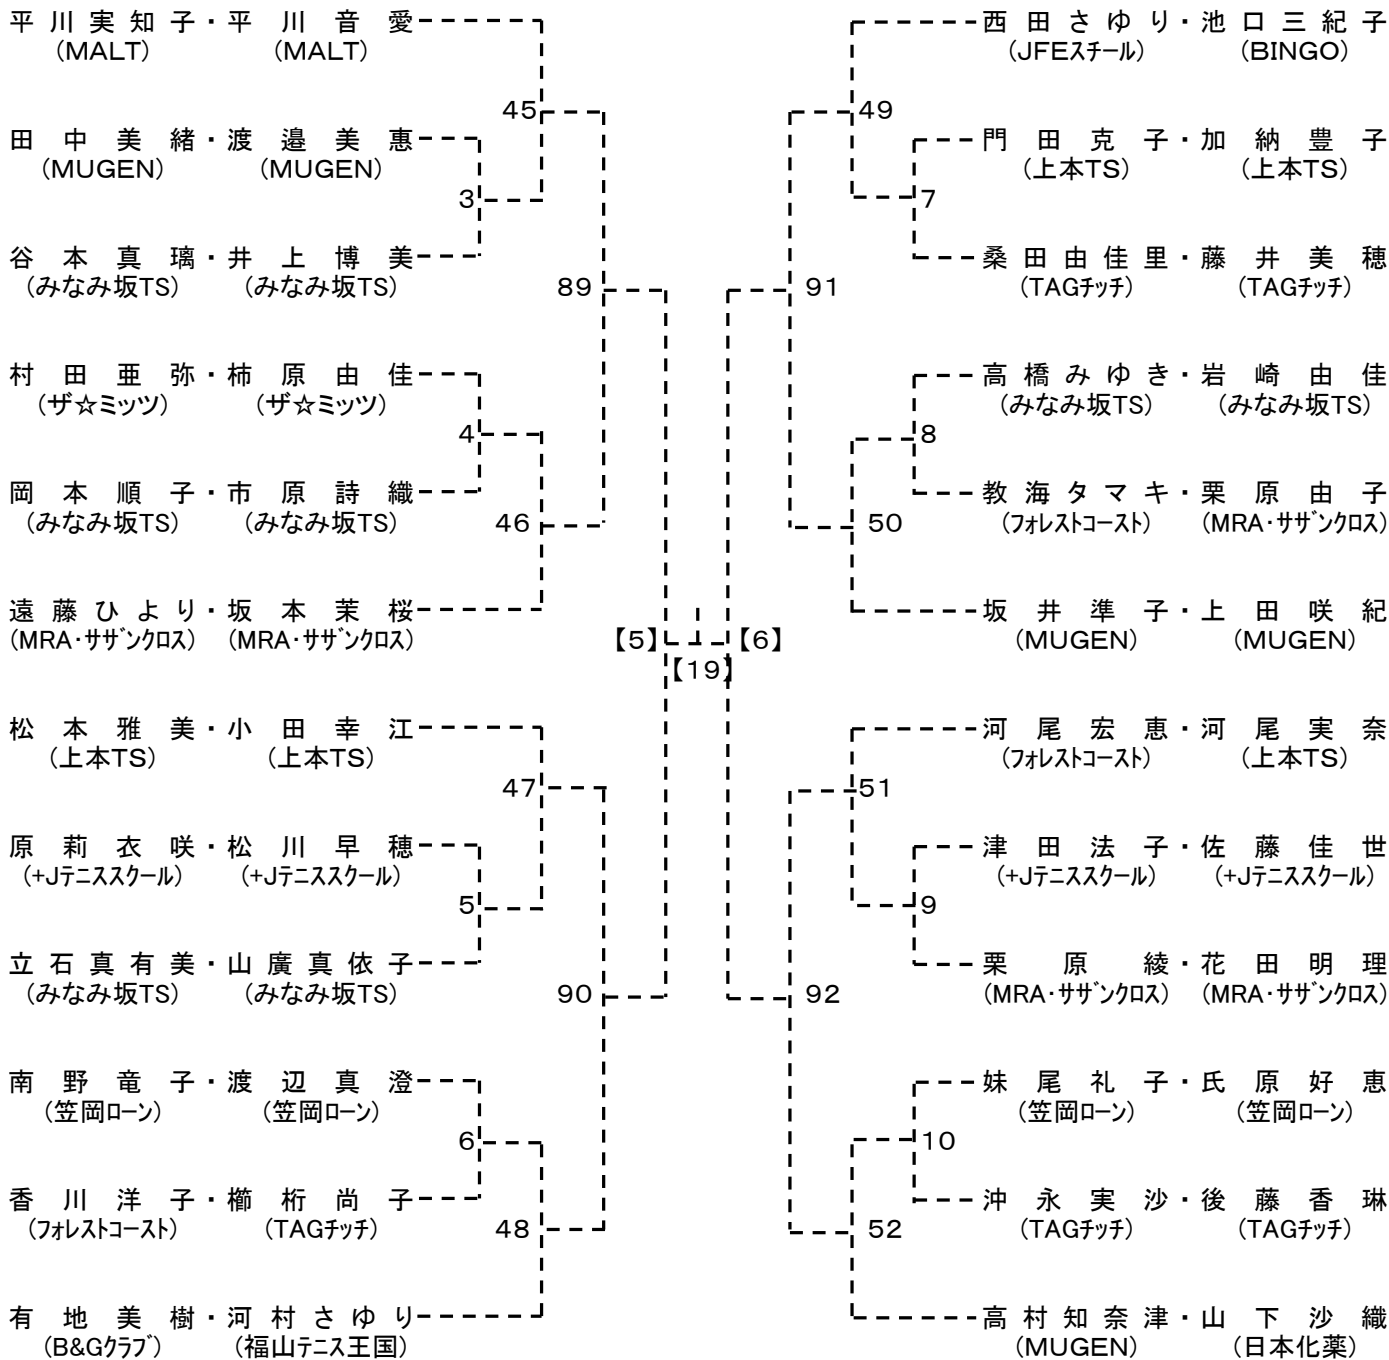 平川実知子・平川音愛
(MALT) (MALT)
45
田中美緒・渡邉美惠
(MUGEN) (MUGEN)
3
谷本真璃・井上博美
(みなみ坂TS) (みなみ坂TS)
89
村田亜弥・柿原由佳
(ザ☆ミッツ) (ザ☆ミッツ)
4
岡本順子・市原詩織
(みなみ坂TS) (みなみ坂TS)
46
遠藤ひより・坂本茉桜
(MRA・サザンクロス) (MRA・サザンクロス)
【5】
【19】
【6】
松本雅美・小田幸江
(上本TS) (上本TS)
47
原莉衣咲・松川早穂
(+Jテニススクール) (+Jテニススクール)
5
立石真有美・山廣真依子
(みなみ坂TS) (みなみ坂TS)
90
南野竜子・渡辺真澄
(笠岡ローン) (笠岡ローン)
6
香川洋子・櫛桁尚子
(フォレストコースト) (TAGチッチ)
48
有地美樹・河村さゆり
(B&Gクラブ) (福山テニス王国)
西田さゆり・池口三紀子
(JFEスチール) (BINGO)
49
門田克子・加納豊子
(上本TS) (上本TS)
7
桑田由佳里・藤井美穂
(TAGチッチ) (TAGチッチ)
91
高橋みゆき・岩崎由佳
(みなみ坂TS) (みなみ坂TS)
8
教海タマキ・栗原由子
(フォレストコースト) (MRA・サザンクロス)
50
坂井準子・上田咲紀
(MUGEN) (MUGEN)
河尾宏恵・河尾実奈
(フォレストコースト) (上本TS)
51
津田法子・佐藤佳世
(+Jテニススクール) (+Jテニススクール)
9
栗原綾・花田明理
(MRA・サザンクロス) (MRA・サザンクロス)
92
妹尾礼子・氏原好恵
(笠岡ローン) (笠岡ローン)
10
沖永実沙・後藤香琳
(TAGチッチ) (TAGチッチ)
52
高村知奈津・山下沙織
(MUGEN) (日本化薬)